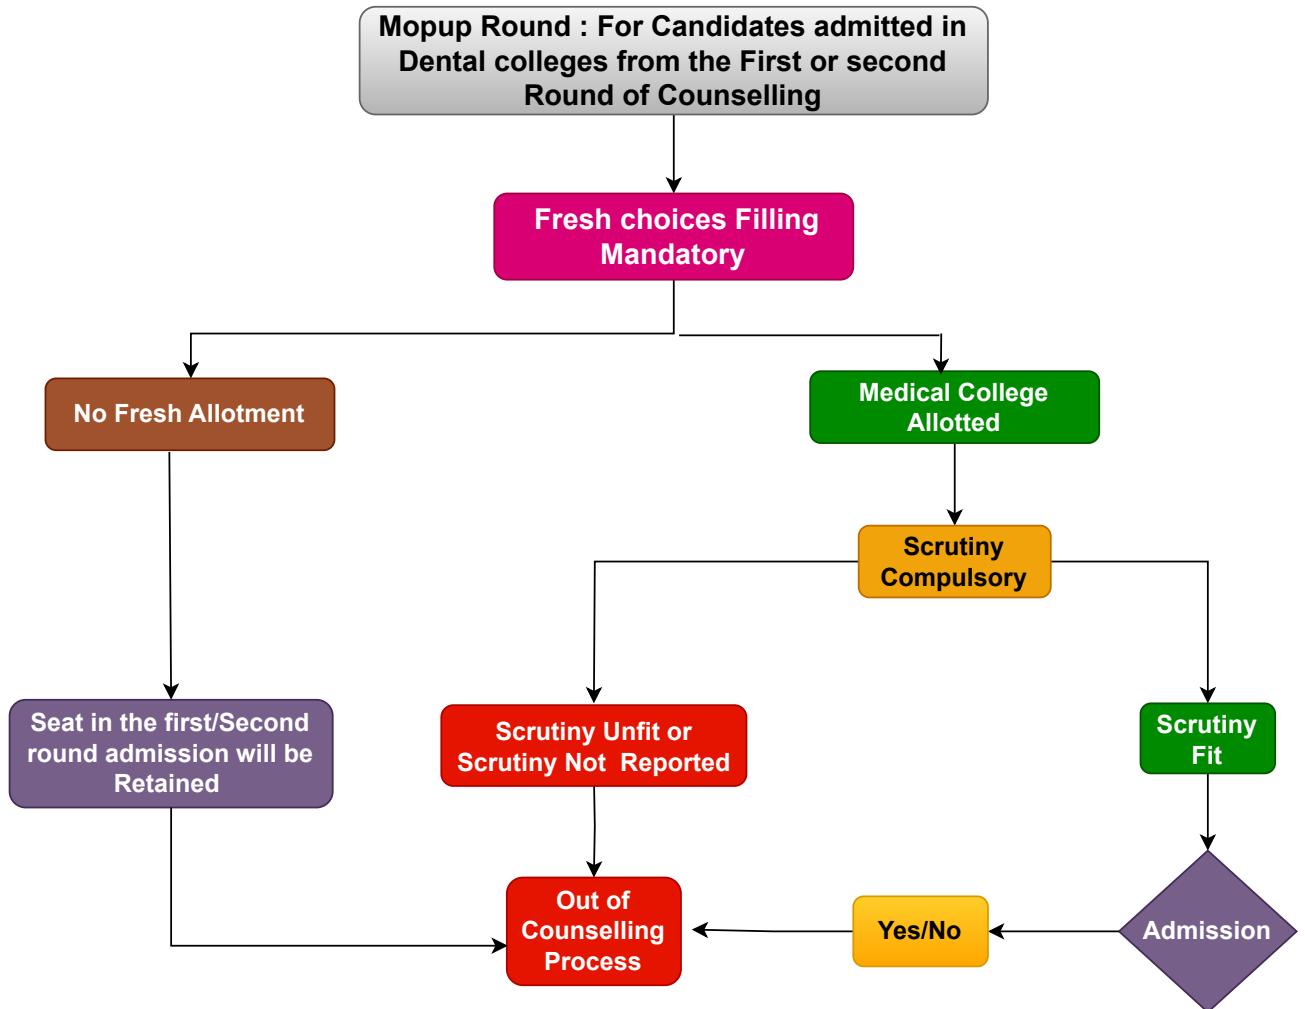 Mopup Round : For Candidates admitted in
Dental colleges from the First or second
Round of Counselling
Fresh choices Filling
Mandatory
No Fresh Allotment
Medical College
Allotted
Scrutiny
Compulsory
Seat in the first/Second
round admission will be
Retained
Scrutiny Unfit or
Scrutiny Not  Reported
Scrutiny
Fit
Out of
Counselling
Process
Yes/No
Admission